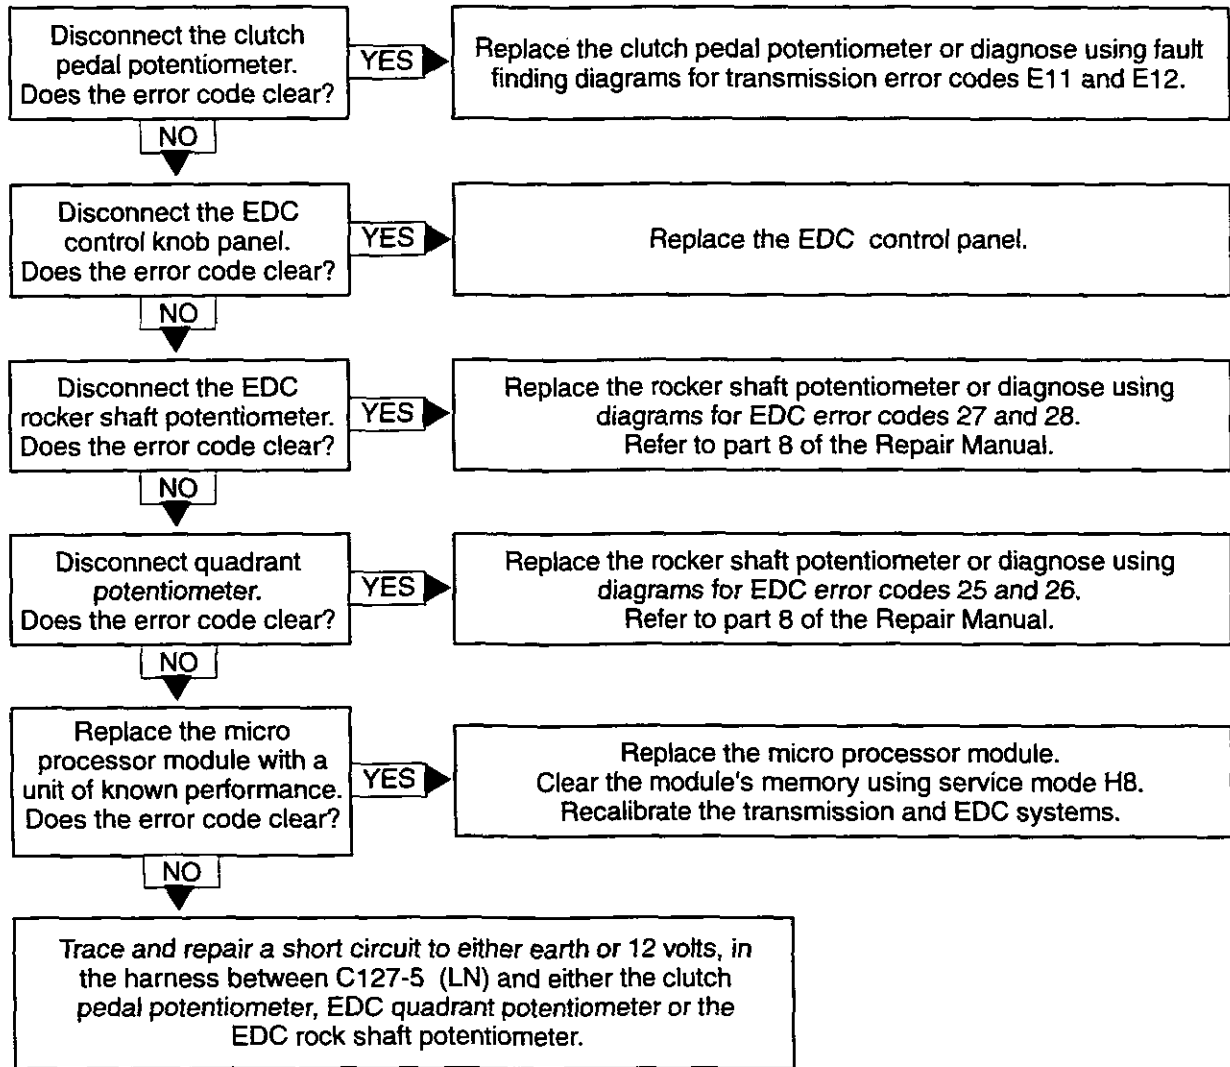 Disconnect the clutch
pedal potentiometer.
Does the error code clear?
YES
Replace the clutch pedal potentiometer or diagnose using fault
finding diagrams for transmission error codes E11 and E12.
NO
Disconnect the EDC
control knob panel.
Does the error code clear?
YES
Replace the EDC control panel.
NO
Disconnect the EDC
rocker shaft potentiometer.
Does the error code clear?
YES
Replace the rocker shaft potentiometer or diagnose using
diagrams for EDC error codes 27 and 28.
Refer to part 8 of the Repair Manual.
NO
Disconnect quadrant
potentiometer.
Does the error code clear?
YES
Replace the rocker shaft potentiometer or diagnose using
diagrams for EDC error codes 25 and 26.
Refer to part 8 of the Repair Manual.
NO
Replace the micro
processor module with a
unit of known performance.
Does the error code clear?
YES
Replace the micro processor module.
Clear the module's memory using service mode H8.
Recalibrate the transmission and EDC systems.
NO
Trace and repair a short circuit to either earth or 12 volts, in
the harness between C127-5 (LN) and either the clutch
pedal potentiometer, EDC quadrant potentiometer or the
EDC rock shaft potentiometer.